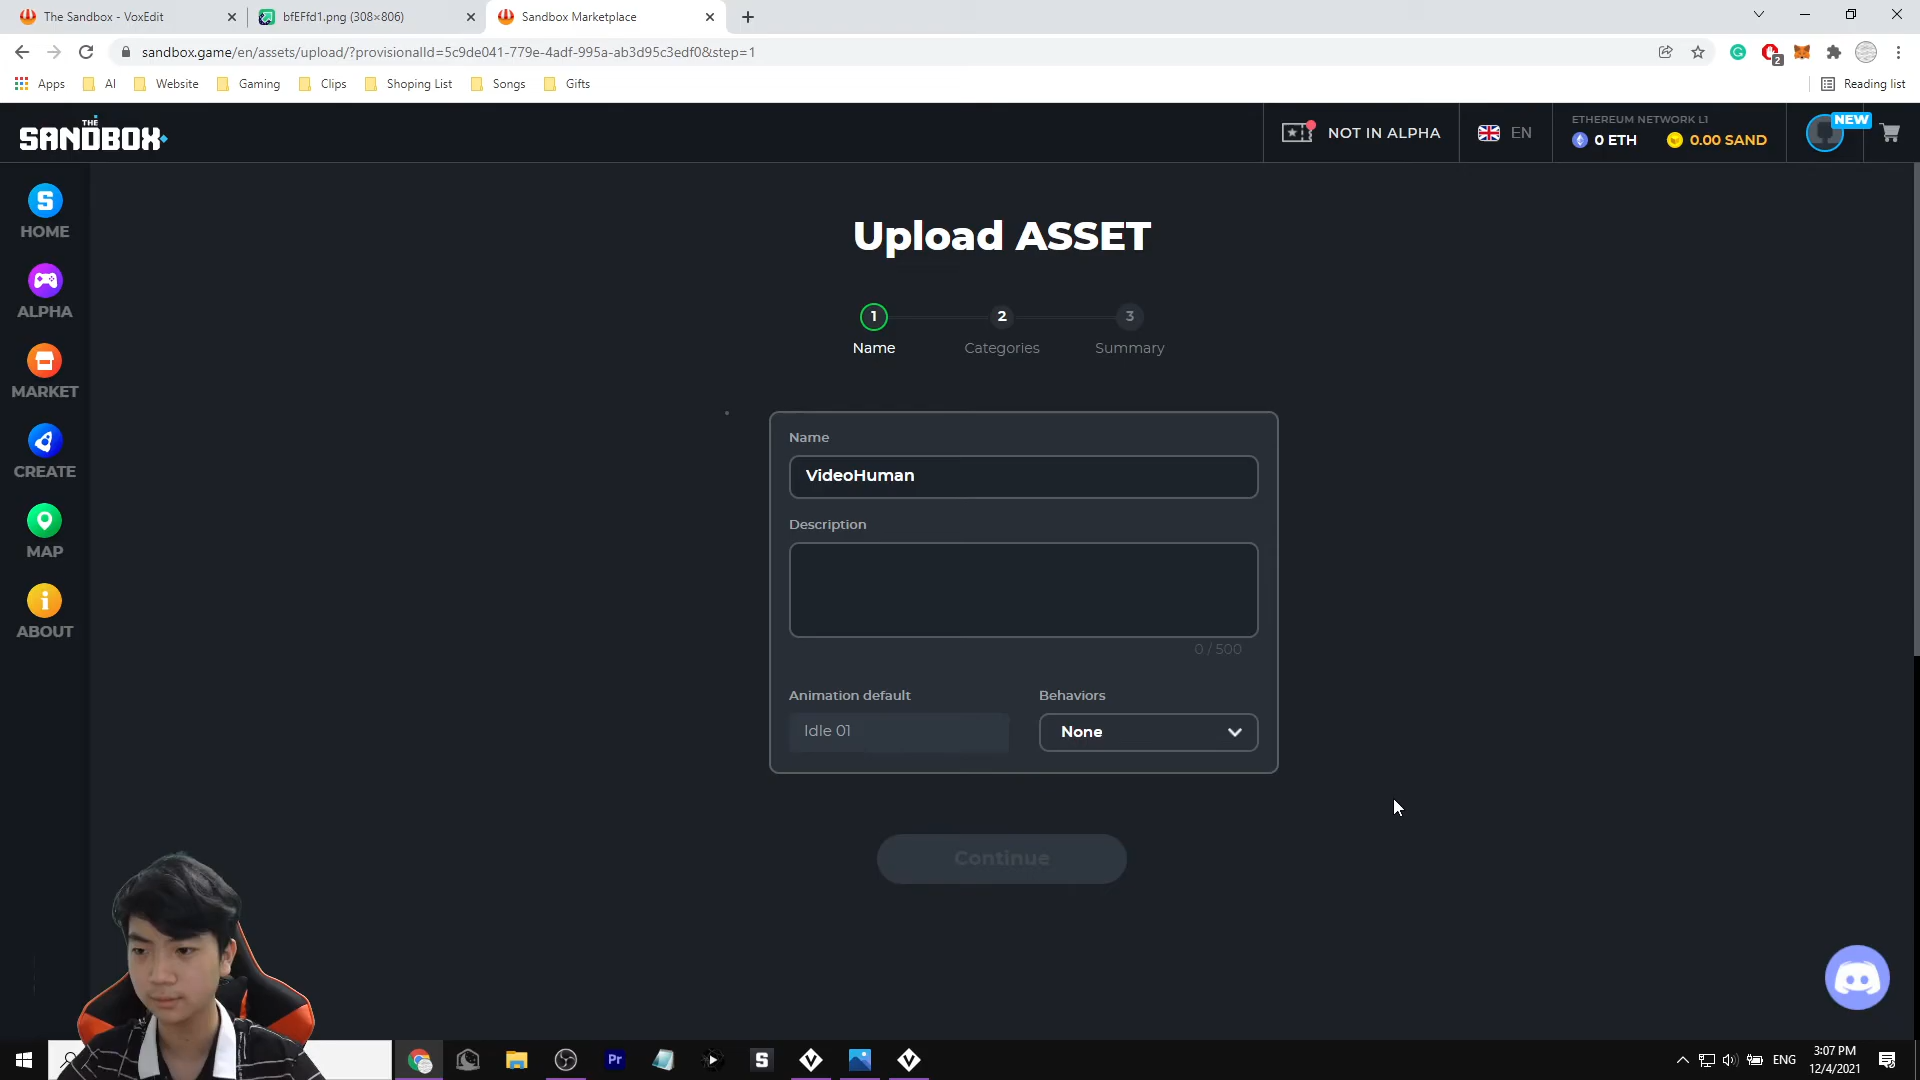 The Sandbox - VoxEdit
bfEFfd1.png (308×806)
Sandbox Marketplace
sandbox.game/en/assets/upload/?provisionalId=5c9de041-779e-4adf-995a-ab3d95c3edf0&step=1
2
Apps
AI
Website
Gaming
Clips
Shoping List
Songs
Gifts
Reading list
THE
SANDBOX
NOT IN ALPHA
EN
ETHEREUM NETWORK L1
0 ETH
0.00 SAND
NEW
S
HOME
ALPHA
MARKET
CREATE
MAP
i
ABOUT
Upload ASSET
1
2
3
Name
Categories
Summary
Name
VideoHuman
Description
0 / 500
Animation default
Behaviors
Idle 01
None
Continue
Pr
S
ENG
3:07 PM
12/4/2021